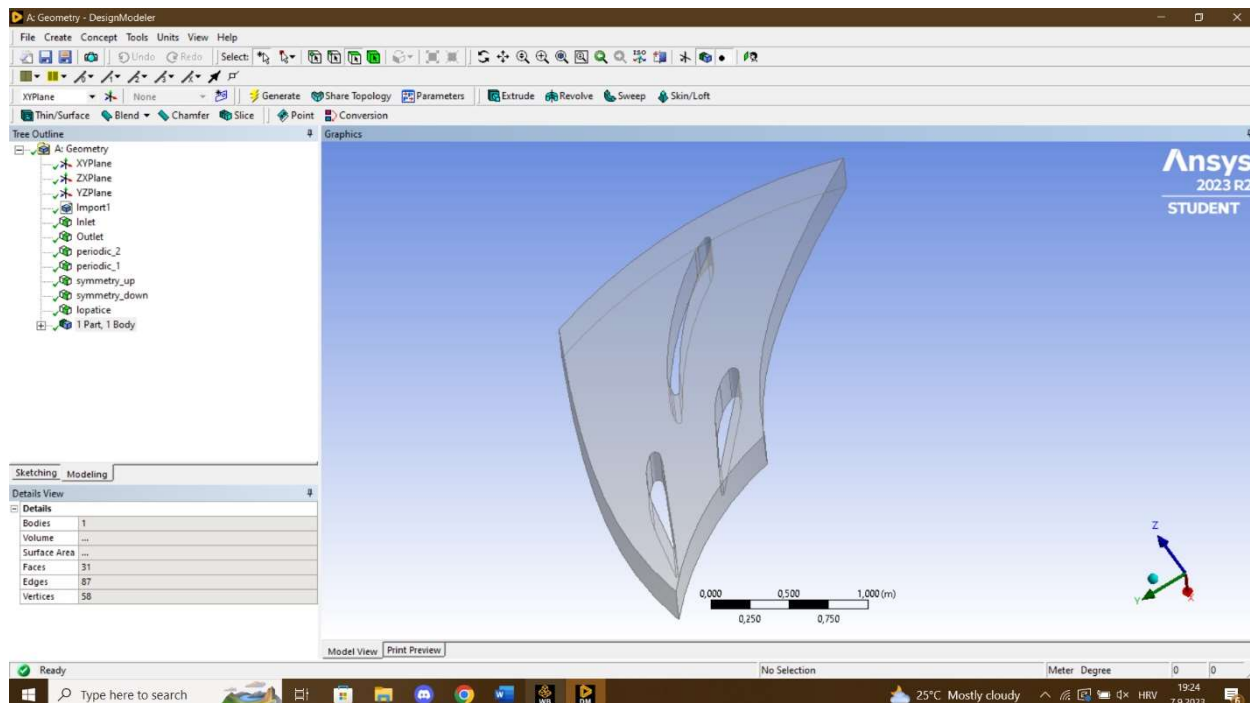 A: Geometry - DesignModeler
File Create Concept Tools Units View Help
Undo Redo Select:
XYPlane None Generate Share Topology Parameters Extrude Revolve Sweep Skin/Loft
Thin/Surface Blend Chamfer Slice Point Conversion
Tree Outline
A: Geometry
XYPlane
ZXPlane
YZPlane
Import1
Inlet
Outlet
periodic_2
periodic_1
symmetry_up
symmetry_down
lopatice
1 Part, 1 Body
Sketching Modeling
Details View
Details
Bodies 1
Volume ...
Surface Area ...
Faces 31
Edges 87
Vertices 58
Graphics
Ansys
2023 R2
STUDENT
Z
Y
X
0,000 0,500 1,000 (m)
0,250 0,750
Model View Print Preview
Ready No Selection Meter Degree 0 0
Type here to search 25°C Mostly cloudy HRV 19:24
7.9.2023